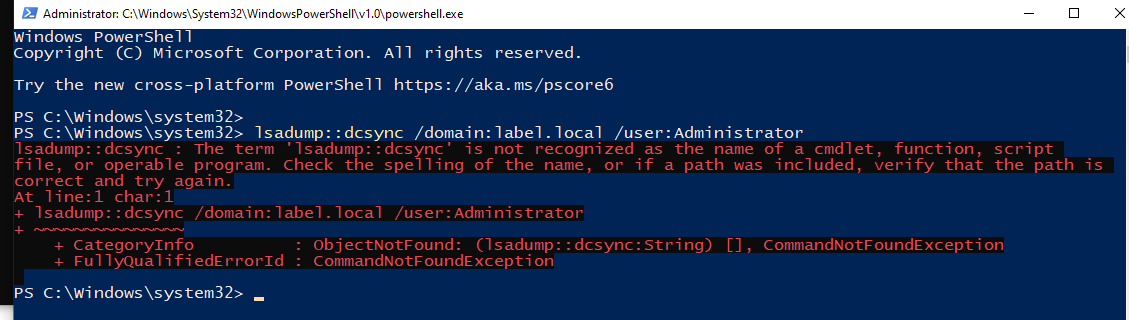 Administrator: C:\Windows\System32\WindowsPowerShell\v1.0\powershell.exe
Windows PowerShell
Copyright (C) Microsoft Corporation. All rights reserved.
Try the new cross-platform PowerShell https://aka.ms/pscore6
PS C:\Windows\system32>
PS C:\Windows\system32> lsadump::dcsync /domain:label.local /user:Administrator
lsadump::dcsync : The term 'lsadump::dcsync' is not recognized as the name of a cmdlet, function, script
file, or operable program. Check the spelling of the name, or if a path was included, verify that the path is
correct and try again.
At line:1 char:1
+ lsadump::dcsync /domain:label.local /user:Administrator
+ ~~~~~~~~~~~~~~~
    + CategoryInfo          : ObjectNotFound: (lsadump::dcsync:String) [], CommandNotFoundException
    + FullyQualifiedErrorId : CommandNotFoundException
PS C:\Windows\system32>